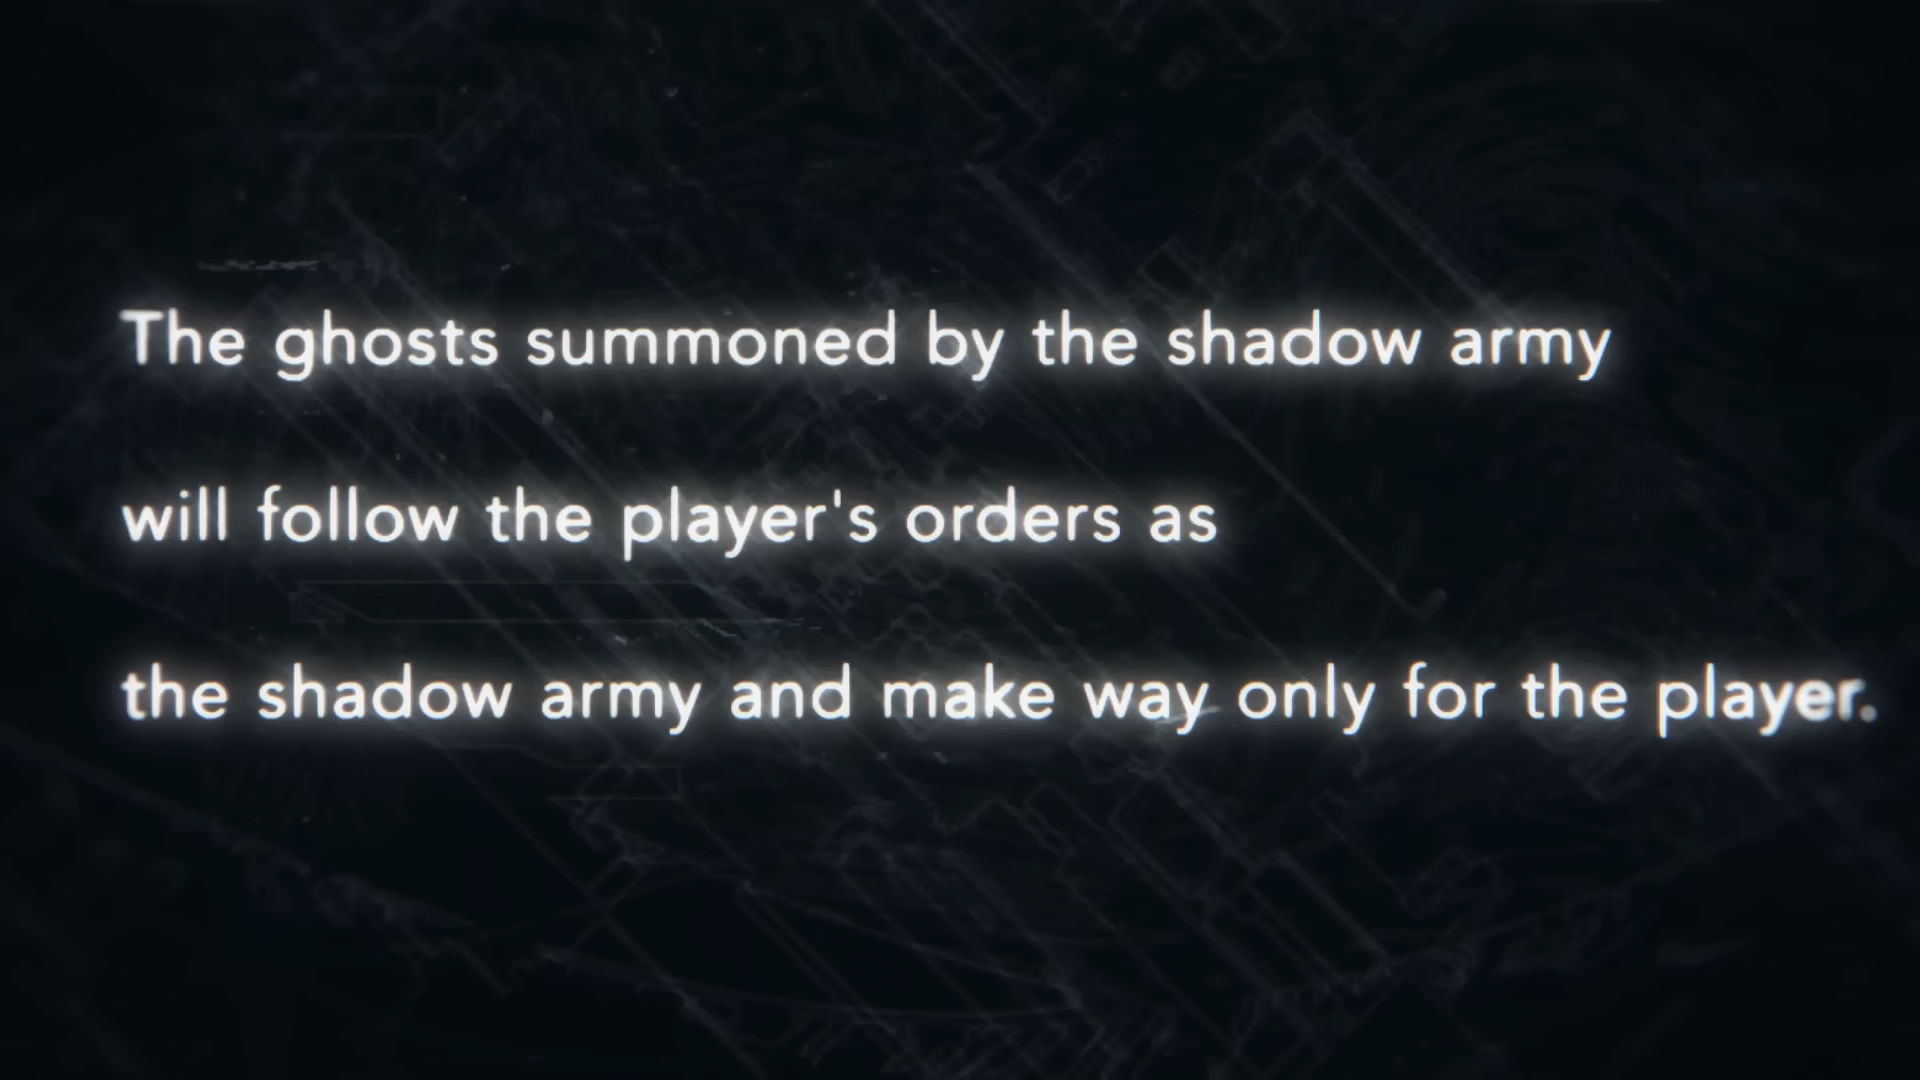 The ghosts summoned by the shadow army
will follow the player's orders as
the shadow army and make way only for the player.